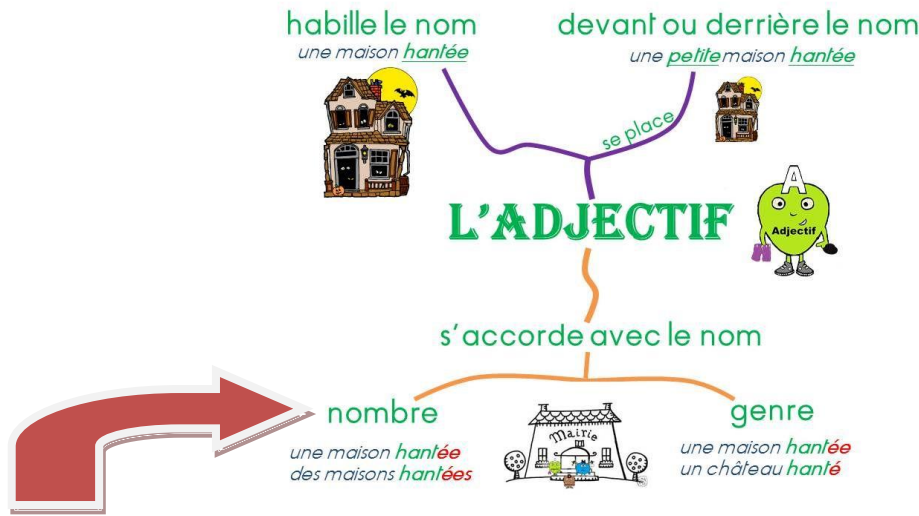 habille le nom
une maison hantée
devant ou derrière le nom
une petite maison hantée
se place
L'ADJECTIF
A
Adjectif
s'accorde avec le nom
nombre
une maison hantée
des maisons hantées
Mairie
genre
une maison hantée
un château hanté